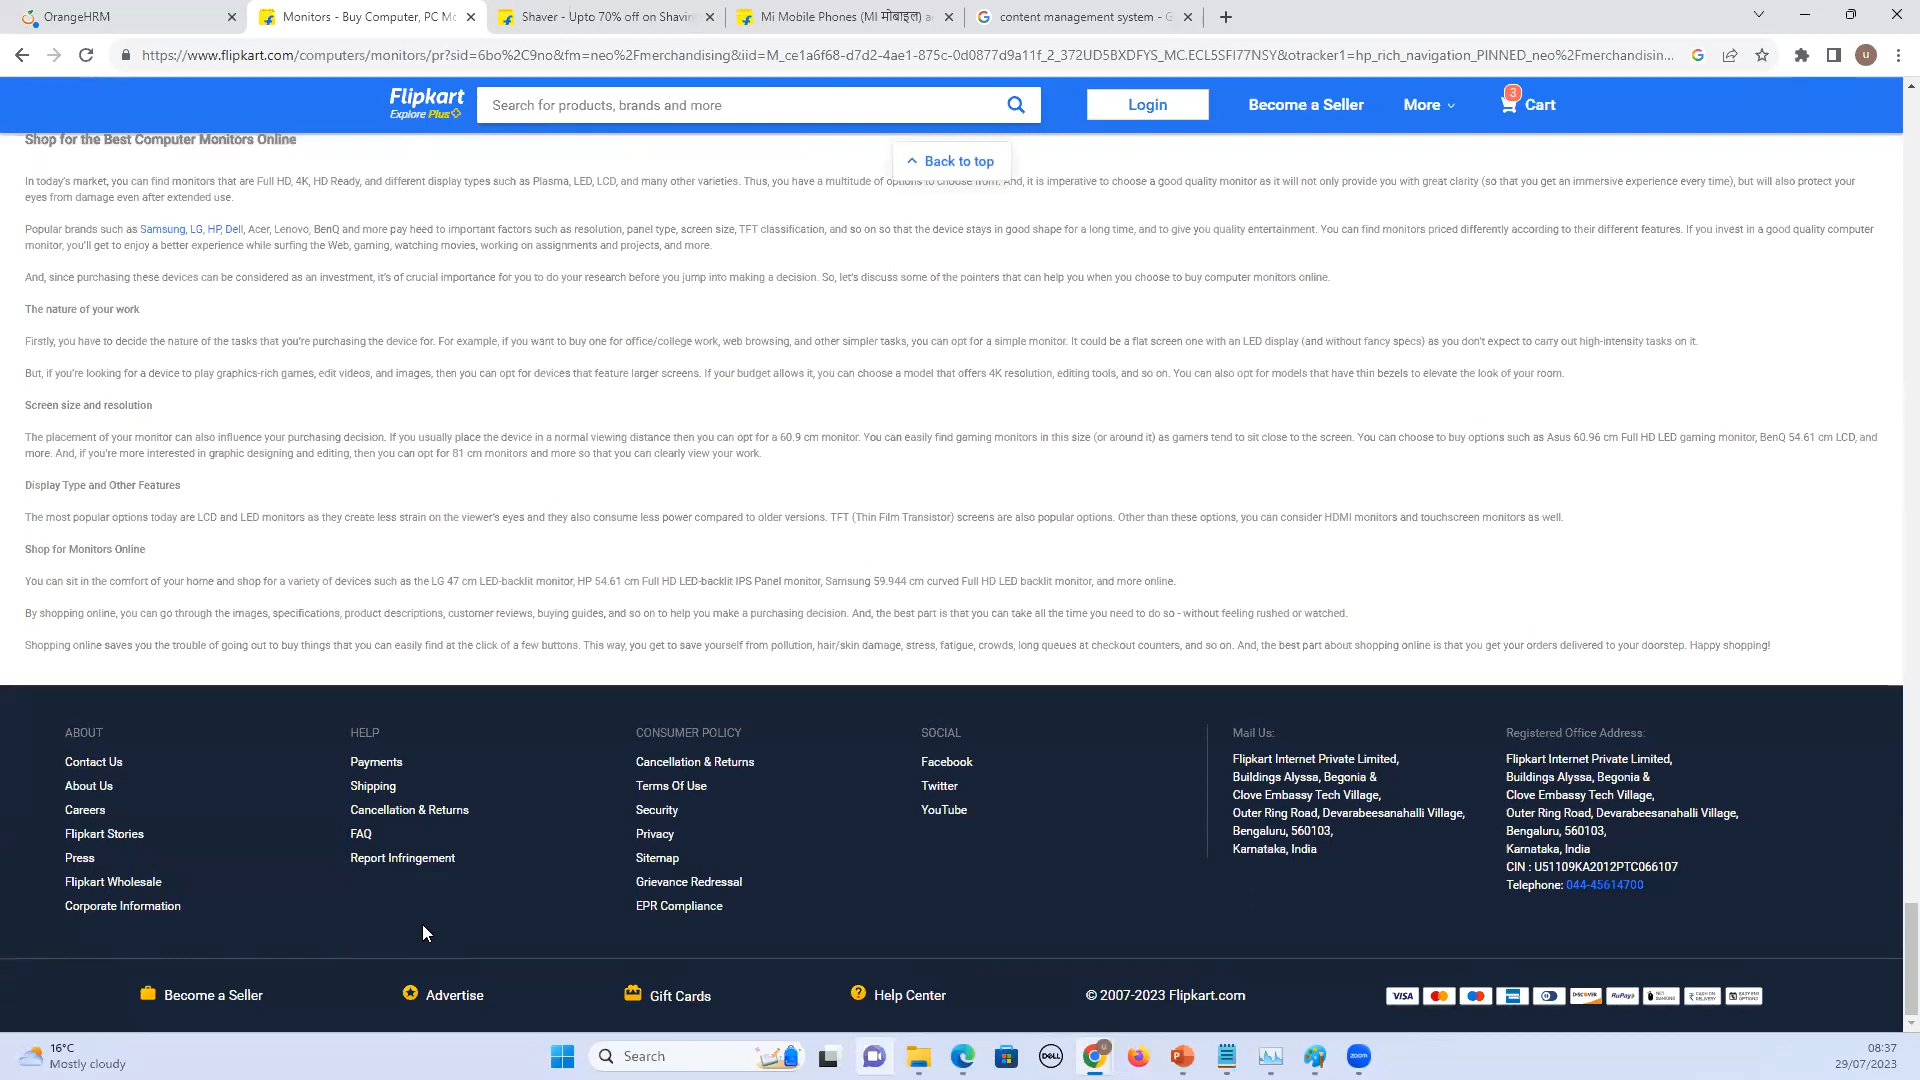 OrangeHRM
Monitors - Buy Computer, PC Mo
Shaver - Upto 70% off on Shavin
Mi Mobile Phones (MI मोबाइल) a
content management system - G
https://www.flipkart.com/computers/monitors/pr?sid=6bo%2C9no&fm=neo%2Fmerchandising&iid=M_ce1a6f68-d7d2-4ae1-875c-0d0877d9a11f_2_372UD5BXDFYS_MC.ECL5SFI77NSY&otracker1=hp_rich_navigation_PINNED_neo%2Fmerchandisin...
u
Flipkart
Explore Plus
Search for products, brands and more
Login
Become a Seller
More
3
Cart
Shop for the Best Computer Monitors Online
Back to top
In today's market, you can find monitors that are Full HD, 4K, HD Ready, and different display types such as Plasma, LED, LCD, and many other varieties. Thus, you have a multitude of options to choose from. And, it is imperative to choose a good quality monitor as it will not only provide you with great clarity (so that you get an immersive experience every time), but will also protect your
eyes from damage even after extended use.
Popular brands such as Samsung, LG, HP, Dell, Acer, Lenovo, BenQ and more pay heed to important factors such as resolution, panel type, screen size, TFT classification, and so on so that the device stays in good shape for a long time, and to give you quality entertainment. You can find monitors priced differently according to their different features. If you invest in a good quality computer
monitor, you'll get to enjoy a better experience while surfing the Web, gaming, watching movies, working on assignments and projects, and more.
And, since purchasing these devices can be considered as an investment, it's of crucial importance for you to do your research before you jump into making a decision. So, let's discuss some of the pointers that can help you when you choose to buy computer monitors online.
The nature of your work
Firstly, you have to decide the nature of the tasks that you're purchasing the device for. For example, if you want to buy one for office/college work, web browsing, and other simpler tasks, you can opt for a simple monitor. It could be a flat screen one with an LED display (and without fancy specs) as you don't expect to carry out high-intensity tasks on it.
But, if you're looking for a device to play graphics-rich games, edit videos, and images, then you can opt for devices that feature larger screens. If your budget allows it, you can choose a model that offers 4K resolution, editing tools, and so on. You can also opt for models that have thin bezels to elevate the look of your room.
Screen size and resolution
The placement of your monitor can also influence your purchasing decision. If you usually place the device in a normal viewing distance then you can opt for a 60.9 cm monitor. You can easily find gaming monitors in this size (or around it) as gamers tend to sit close to the screen. You can choose to buy options such as Asus 60.96 cm Full HD LED gaming monitor, BenQ 54.61 cm LCD, and
more. And, if you're more interested in graphic designing and editing, then you can opt for 81 cm monitors and more so that you can clearly view your work.
Display Type and Other Features
The most popular options today are LCD and LED monitors as they create less strain on the viewer's eyes and they also consume less power compared to older versions. TFT (Thin Film Transistor) screens are also popular options. Other than these options, you can consider HDMI monitors and touchscreen monitors as well.
Shop for Monitors Online
You can sit in the comfort of your home and shop for a variety of devices such as the LG 47 cm LED-backlit monitor, HP 54.61 cm Full HD LED-backlit IPS Panel monitor, Samsung 59.944 cm curved Full HD LED backlit monitor, and more online.
By shopping online, you can go through the images, specifications, product descriptions, customer reviews, buying guides, and so on to help you make a purchasing decision. And, the best part is that you can take all the time you need to do so - without feeling rushed or watched.
Shopping online saves you the trouble of going out to buy things that you can easily find at the click of a few buttons. This way, you get to save yourself from pollution, hair/skin damage, stress, fatigue, crowds, long queues at checkout counters, and so on. And, the best part about shopping online is that you get your orders delivered to your doorstep. Happy shopping!
ABOUT
Contact Us
About Us
Careers
Flipkart Stories
Press
Flipkart Wholesale
Corporate Information
HELP
Payments
Shipping
Cancellation & Returns
FAQ
Report Infringement
CONSUMER POLICY
Cancellation & Returns
Terms Of Use
Security
Privacy
Sitemap
Grievance Redressal
EPR Compliance
SOCIAL
Facebook
Twitter
YouTube
Mail Us:
Flipkart Internet Private Limited,
Buildings Alyssa, Begonia &
Clove Embassy Tech Village,
Outer Ring Road, Devarabeesanahalli Village,
Bengaluru, 560103,
Karnataka, India
Registered Office Address:
Flipkart Internet Private Limited,
Buildings Alyssa, Begonia &
Clove Embassy Tech Village,
Outer Ring Road, Devarabeesanahalli Village,
Bengaluru, 560103,
Karnataka, India
CIN : U51109KA2012PTC066107
Telephone: 044-45614700
Become a Seller
Advertise
Gift Cards
Help Center
© 2007-2023 Flipkart.com
VISA
DISCOVER
RuPay
16°C
Mostly cloudy
Search
DELL
zoom
08:37
29/07/2023